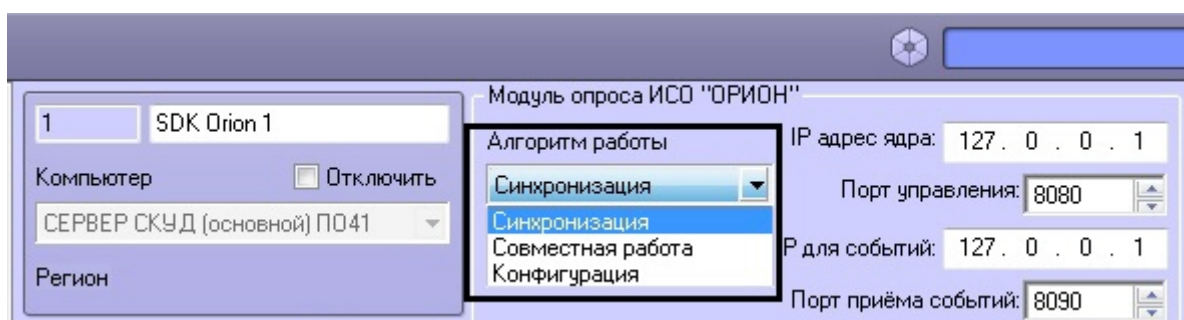 1 SDK Orion 1
Компьютер Отключить
СЕРВЕР СКУД (основной) ПО41
Регион
Модуль опроса ИСО "ОРИОН"
Алгоритм работы
Синхронизация
Синхронизация
Совместная работа
Конфигурация
IP адрес ядра: 127 . 0 . 0 . 1
Порт управления: 8080
P для событий: 127 . 0 . 0 . 1
Порт приёма событий: 8090